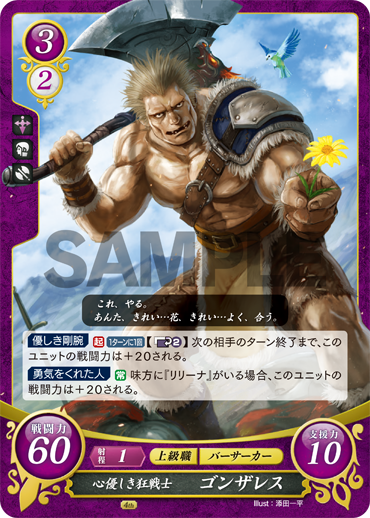 3
2
SAMPLE
これ、やる。
あんた、きれい…花、きれい…よく、合う。
優しき剛腕 起 1ターンに1回 【2】 次の相手のターン終了まで、この
ユニットの戦闘力は+20される。
勇気をくれた人 常 味方に『リリーナ』がいる場合、このユニットの
戦闘力は+20される。
戦闘力
60
射程 1 上級職 バーサーカー
支援力
10
心優しき狂戦士 ゴンザレス
4th
Illust:添田一平